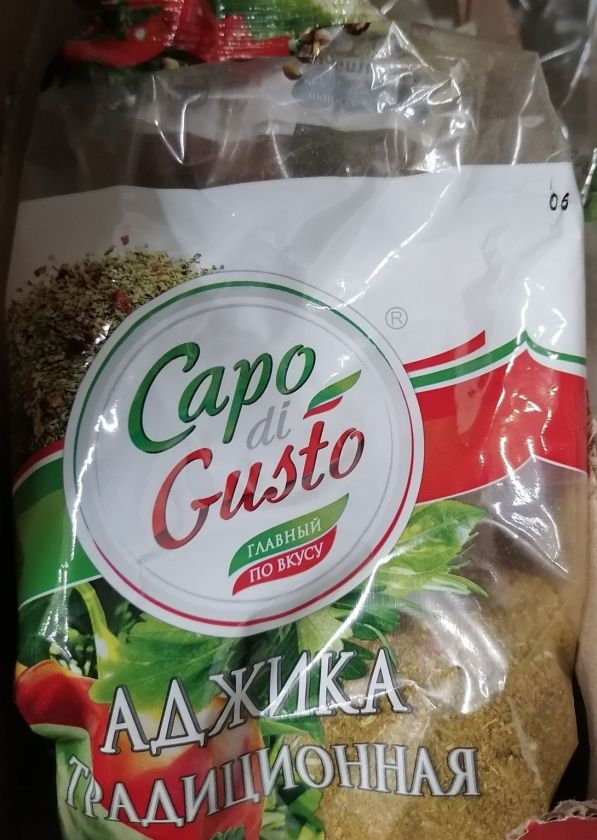 06
®
Capo
di
Gusto
ГЛАВНЫЙ
ПО ВКУСУ
АДЖИКА
ТРАДИЦИОННАЯ